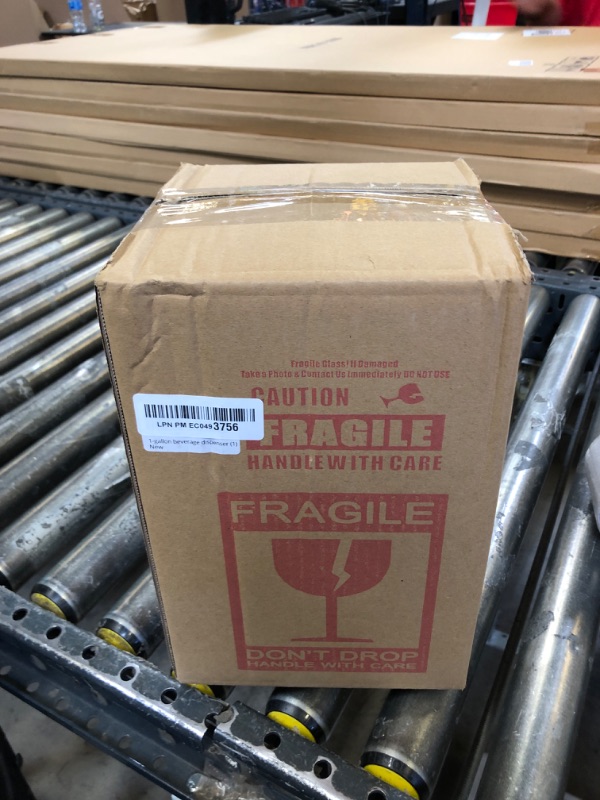 Fragile Glass! If Damaged
Take a Photo & Contact Us Immediately DO NOT USE
CAUTION
FRAGILE
HANDLE WITH CARE
LPN PM EC0493756
1-gallon beverage dispenser (1)
New
FRAGILE
DON'T DROP
HANDLE WITH CARE